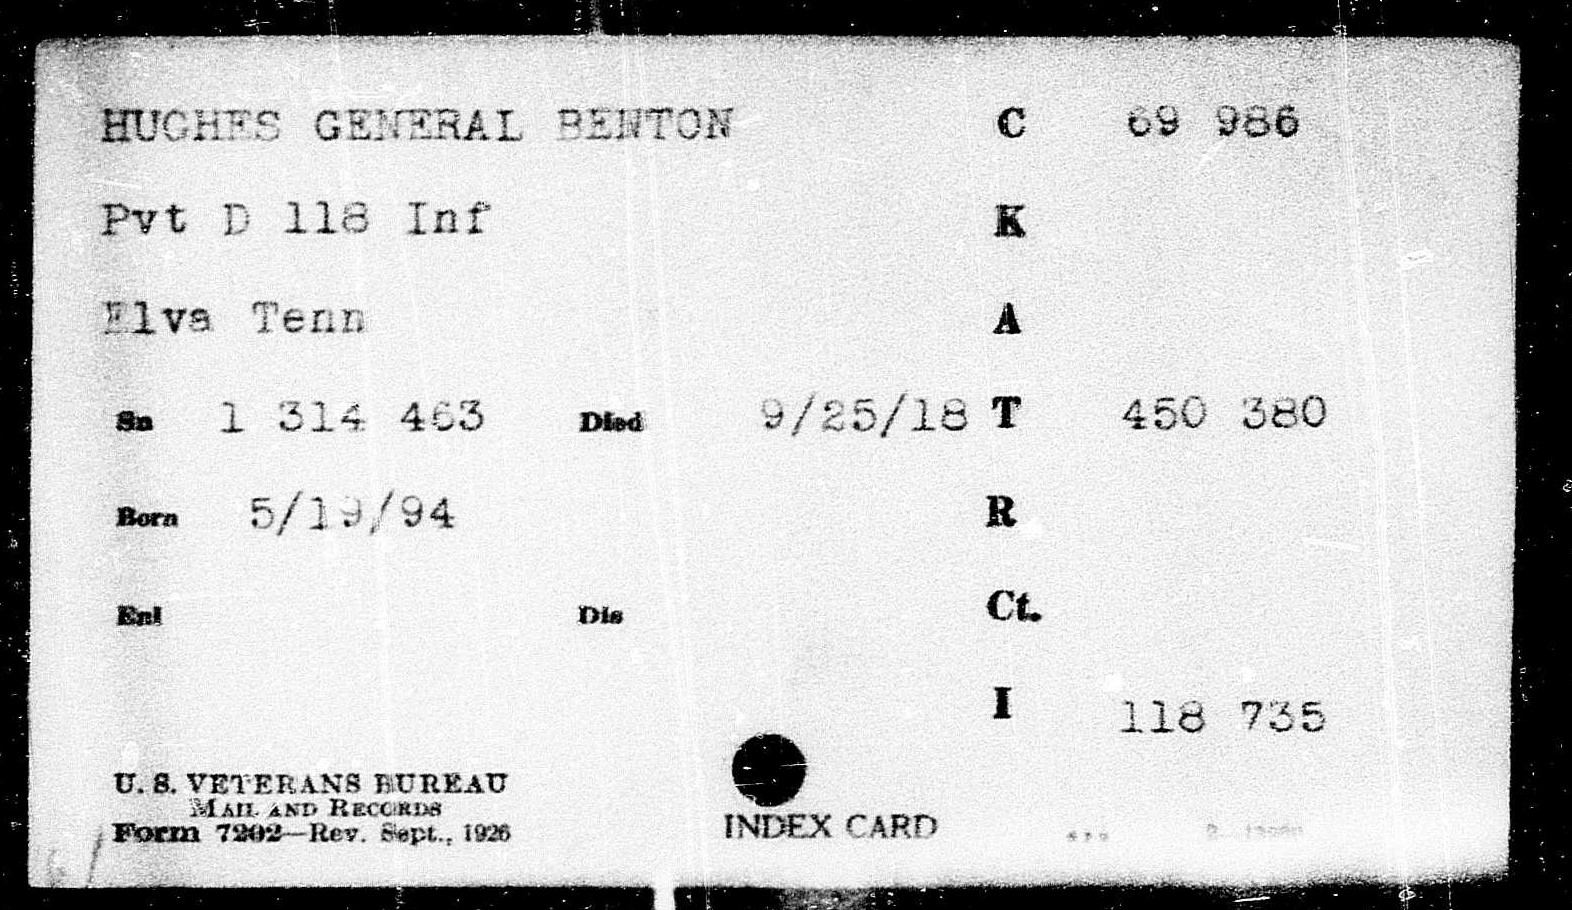 HUGHES GENERAL BENTON C 69 986
Pvt D 118 Inf K
Elva Tenn A
Sn 1 314 463 Died 9/25/18 T 450 380
Born 5/19/94 R
Enl Dis Ct.
I 118 735
U. S. VETERANS BUREAU
MAIL AND RECORDS
Form 7202—Rev. Sept., 1926
INDEX CARD